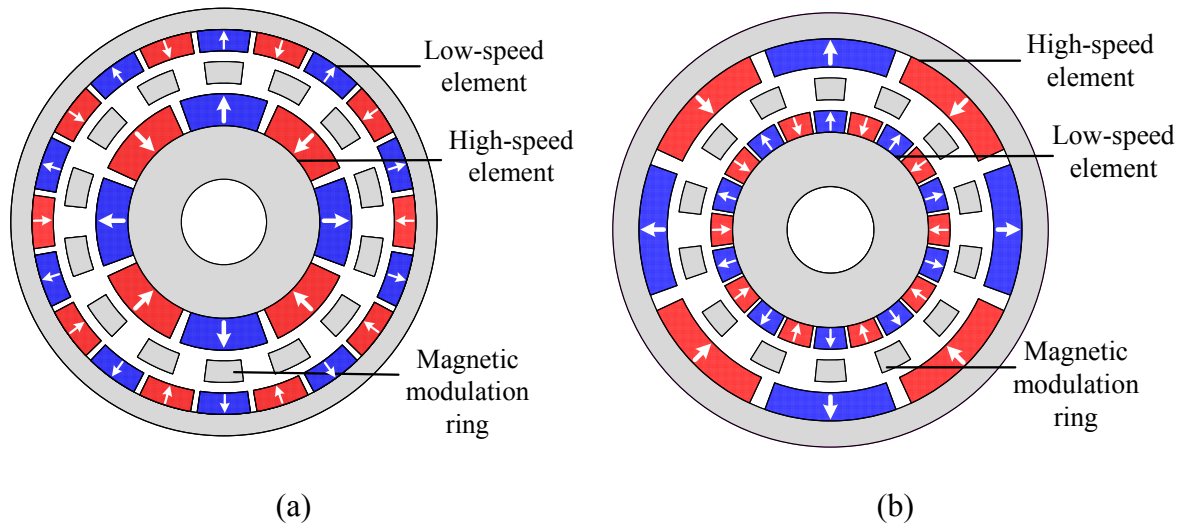 Low-speed
element
High-speed
element
Magnetic
modulation
ring
(a)
High-speed
element
Low-speed
element
Magnetic
modulation
ring
(b)